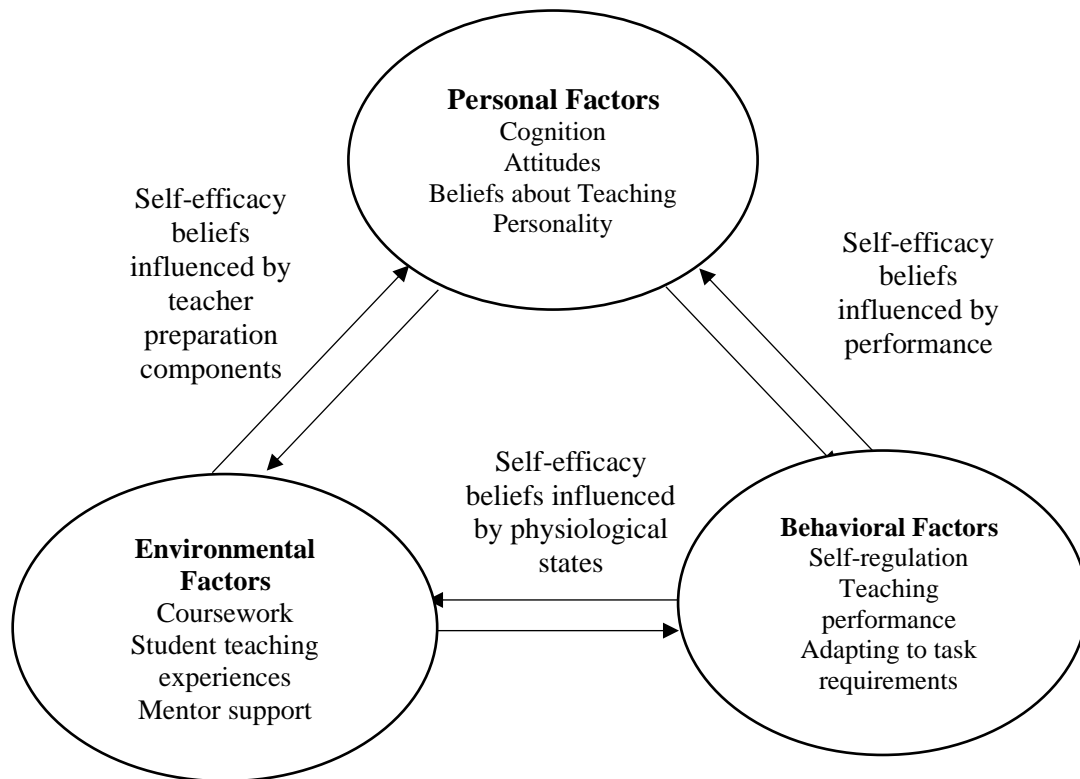 Personal Factors
Cognition
Attitudes
Beliefs about Teaching
Personality
Self-efficacy
beliefs
influenced by
teacher
preparation
components
Self-efficacy
beliefs
influenced by
performance
Self-efficacy
beliefs influenced
by physiological
states
Environmental
Factors
Coursework
Student teaching
experiences
Mentor support
Behavioral Factors
Self-regulation
Teaching
performance
Adapting to task
requirements